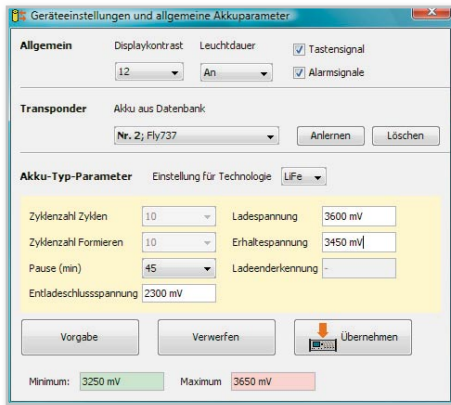 Geräteeinstellungen und allgemeine Akkuparameter
Allgemein Displaykontrast Leuchtdauer Tastensignal
12 An Alarmsignale
Transponder Akku aus Datenbank
Nr. 2; Fly737 Anlernen Löschen
Akku-Typ-Parameter Einstellung für Technologie LiFe
Zyklenzahl Zyklen 10 Ladespannung 3600 mV
Zyklenzahl Formieren 10 Erhaltespannung 3450 mV
Pause (min) 45 Ladeenderkennung -
Entladeschlussspannung 2300 mV
Vorgabe Verwerfen Übernehmen
Minimum: 3250 mV Maximum 3650 mV